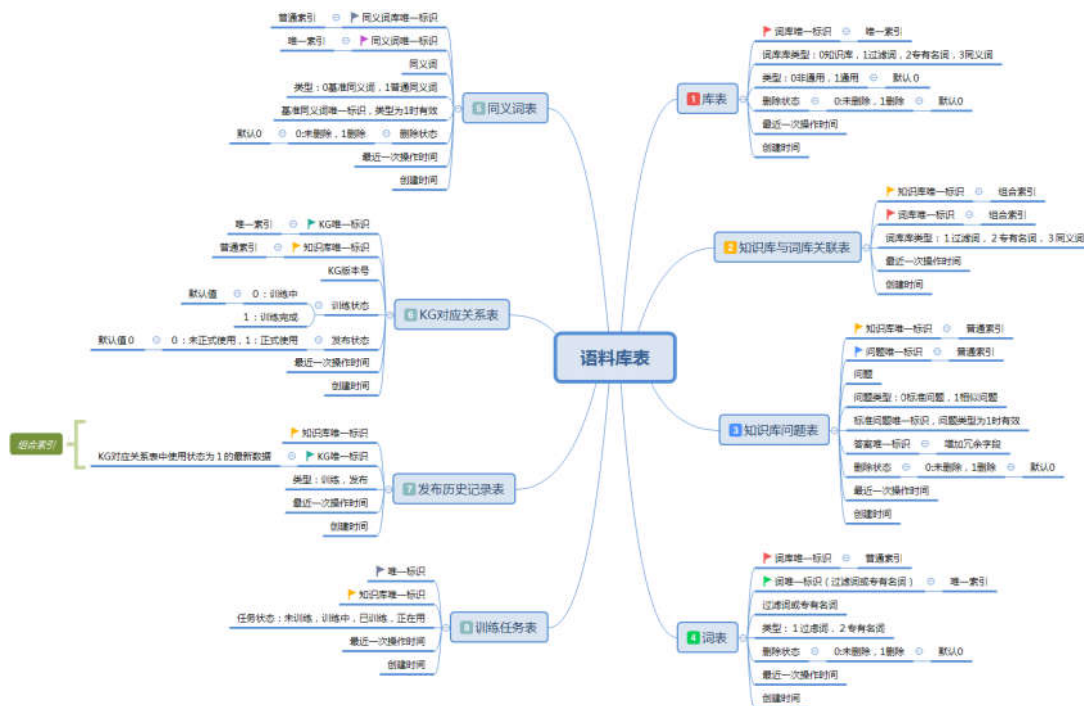 语料库表
1 库表
词库唯一标识 唯一索引
词库库类型:0知识库,1过滤词,2专有名词,3同义词
类型:0非通用,1通用 默认0
删除状态 0:未删除,1删除 默认0
最近一次操作时间
创建时间
2 知识库与词库关联表
知识库唯一标识 组合索引
词库唯一标识 组合索引
词库库类型:1过滤词,2专有名词,3同义词
最近一次操作时间
创建时间
3 知识库问题表
知识库唯一标识 普通索引
问题唯一标识 普通索引
问题
问题类型:0标准问题,1相似问题
标准问题唯一标识,问题类型为1时有效
答案唯一标识 增加冗余字段
删除状态 0:未删除,1删除 默认0
最近一次操作时间
创建时间
4 词表
词库唯一标识 普通索引
词唯一标识(过滤词或专有名词) 唯一索引
过滤词或专有名词
类型:1过虑词,2专有名词
删除状态 0:未删除,1删除 默认0
最近一次操作时间
创建时间
5 同义词表
普通索引 同义词库唯一标识
唯一索引 同义词唯一标识
同义词
类型:0基准同义词,1普通同义词
基准同义词唯一标识,类型为1时有效
默认0 0:未删除,1删除 删除状态
最近一次操作时间
创建时间
6 KG对应关系表
唯一索引 KG唯一标识
普通索引 知识库唯一标识
KG版本号
默认值 0:训练中 训练状态
1:训练完成
默认值0 0:未正式使用,1:正式使用 发布状态
最近一次操作时间
创建时间
7 发布历史记录表
组合索引
知识库唯一标识
KG对应关系表中使用状态为1的最新数据 KG唯一标识
类型:训练,发布
最近一次操作时间
创建时间
8 训练任务表
唯一标识
知识库唯一标识
任务状态:未训练,训练中,已训练,正在用
最近一次操作时间
创建时间